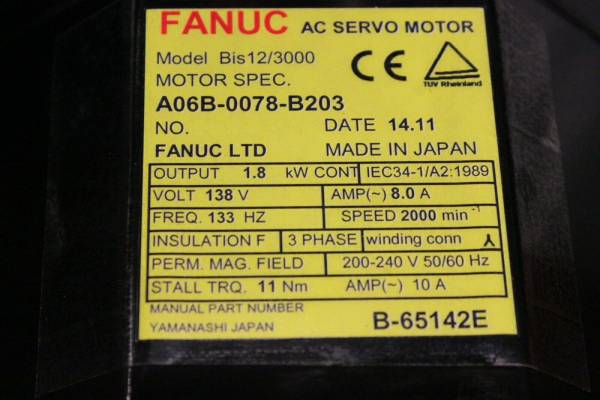 FANUC AC SERVO MOTOR
Model Bis12/3000
MOTOR SPEC.
CE TUV Rheinland
A06B-0078-B203
NO. DATE 14.11
FANUC LTD MADE IN JAPAN
OUTPUT 1.8 kW CONT IEC34-1/A2:1989
VOLT 138 V AMP(~) 8.0 A
FREQ. 133 HZ SPEED 2000 min -1
INSULATION F 3 PHASE winding conn
PERM. MAG. FIELD 200-240 V 50/60 Hz
STALL TRQ. 11 Nm AMP(~) 10 A
MANUAL PART NUMBER
YAMANASHI JAPAN B-65142E